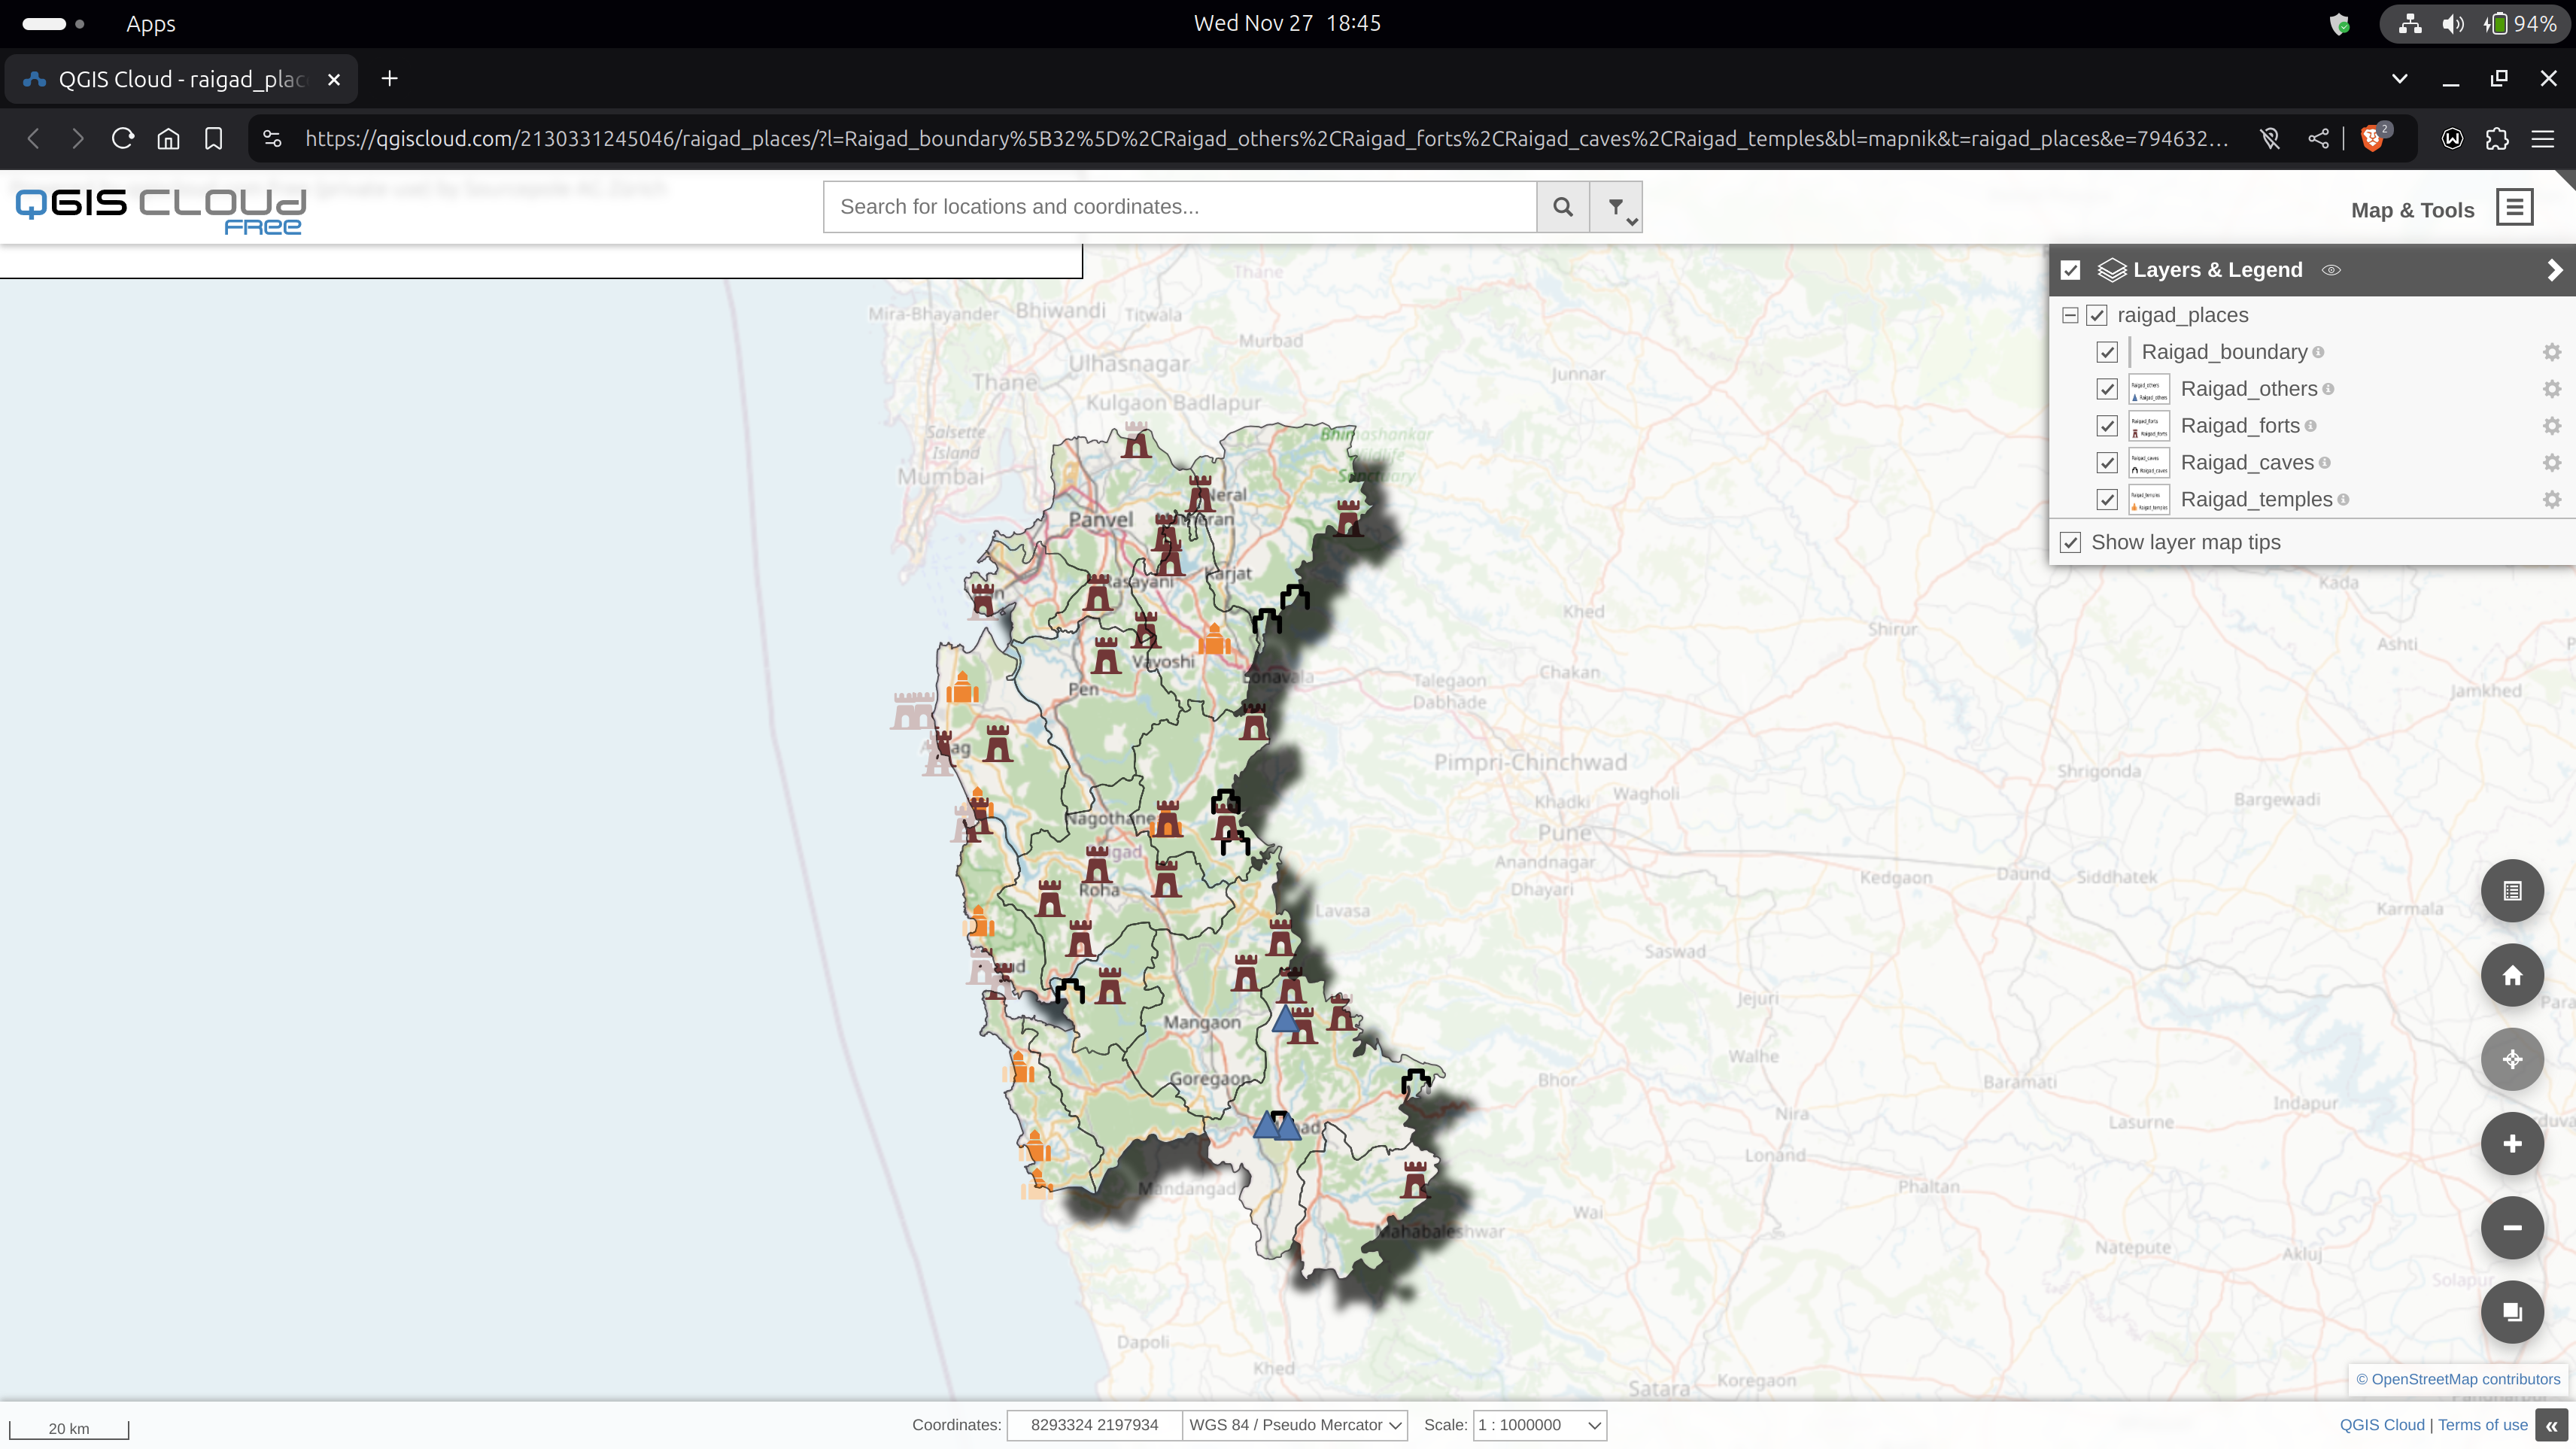 Apps
Wed Nov 27 18:45
94%
QGIS Cloud - raigad_plac
https://qgiscloud.com/2130331245046/raigad_places/?l=Raigad_boundary%5B32%5D%2CRaigad_others%2CRaigad_forts%2CRaigad_caves%2CRaigad_temples&bl=mapnik&t=raigad_places&e=794632...
2
QGIS CLOUD
FREE
Search for locations and coordinates...
Map & Tools
Layers & Legend
raigad_places
Raigad_boundary
Raigad_others
Raigad_forts
Raigad_caves
Raigad_temples
Show layer map tips
Thane
Mira-Bhayander
Bhiwandi
Titwala
Murbad
Ulhasnagar
Thane
Junnar
Kulgaon Badlapur
Salsette
Island
Mumbai
Bhimashankar
Wildlife
Sanctuary
Neral
Panvel
Karjat
Rasayani
Khed
Kada
Shirur
Ashti
Vavoshi
Lonavala
Chakan
Talegaon
Dabhade
Pen
Jamkhed
Pimpri-Chinchwad
Shrigonda
Khadki
Wagholi
Bargewadi
Nagothane
Pune
Anandnagar
Dhayari
Roha
Kedgaon
Daund
Siddhatek
Lavasa
Karmala
Saswad
Jejuri
Mangaon
Walhe
Goregaon
Bhor
Baramati
Nira
Indapur
Lasurne
Lonand
Mandangad
Phaltan
Wai
Mahabaleshwar
Natepute
Akluj
Solapur
Dapoli
Khed
Satara
Koregaon
© OpenStreetMap contributors
20 km
Coordinates: 8293324 2197934 WGS 84 / Pseudo Mercator Scale: 1 : 1000000
QGIS Cloud | Terms of use